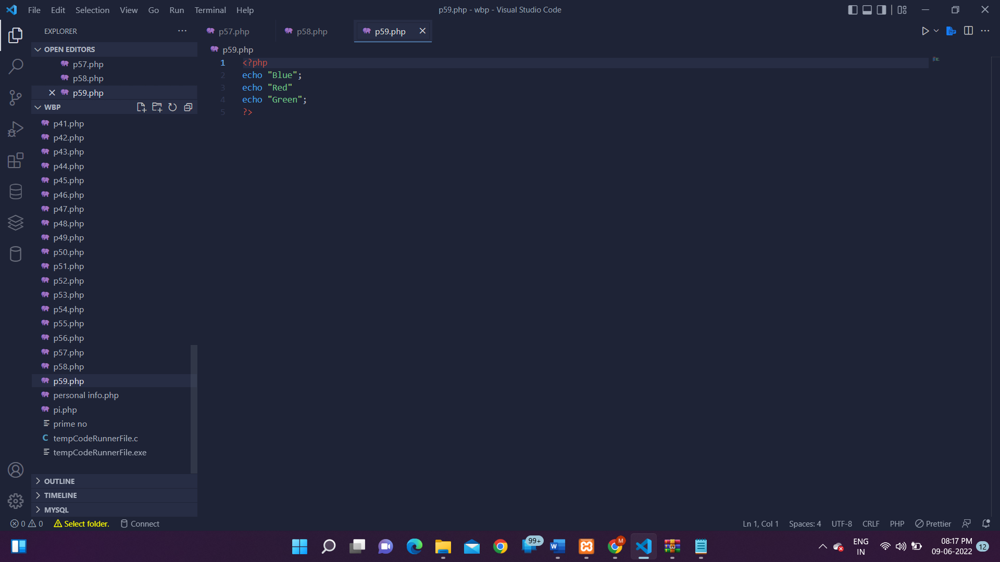 File Edit Selection View Go Run Terminal Help
p59.php - wbp - Visual Studio Code
EXPLORER
OPEN EDITORS
p57.php
p58.php
p59.php
WBP
p41.php
p42.php
p43.php
p44.php
p45.php
p46.php
p47.php
p48.php
p49.php
p50.php
p51.php
p52.php
p53.php
p54.php
p55.php
p56.php
p57.php
p58.php
p59.php
personal info.php
pi.php
prime no
C tempCodeRunnerFile.c
tempCodeRunnerFile.exe
OUTLINE
TIMELINE
MYSQL
p57.php p58.php p59.php
p59.php
1 <?php
2 echo "Blue";
3 echo "Red"
4 echo "Green";
5 ?>
0 0 Select folder. Connect
Ln 1, Col 1 Spaces: 4 UTF-8 CRLF PHP Prettier
99+
W
M
ENG
IN
08:17 PM
09-06-2022
12